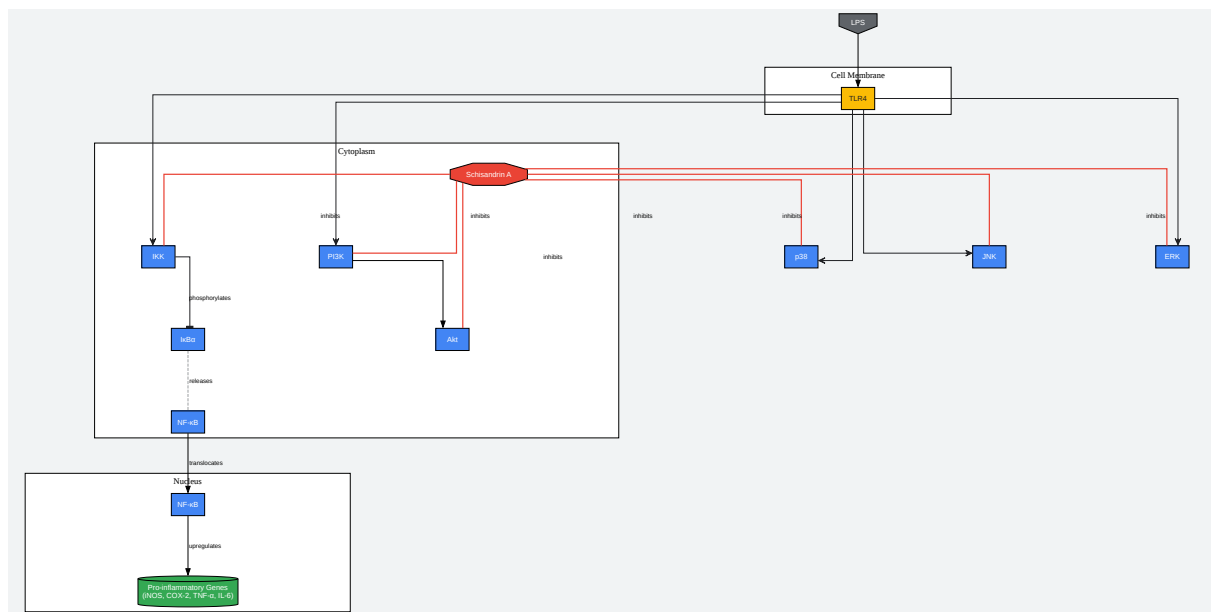 LPS
Cell Membrane
TLR4
Cytoplasm
Schisandrin A
inhibits
inhibits
inhibits
inhibits
inhibits
inhibits
IKK
PI3K
p38
JNK
ERK
phosphorylates
IκBα
Akt
releases
NF-κB
translocates
Nucleus
NF-κB
upregulates
Pro-inflammatory Genes
(iNOS, COX-2, TNF-α, IL-6)